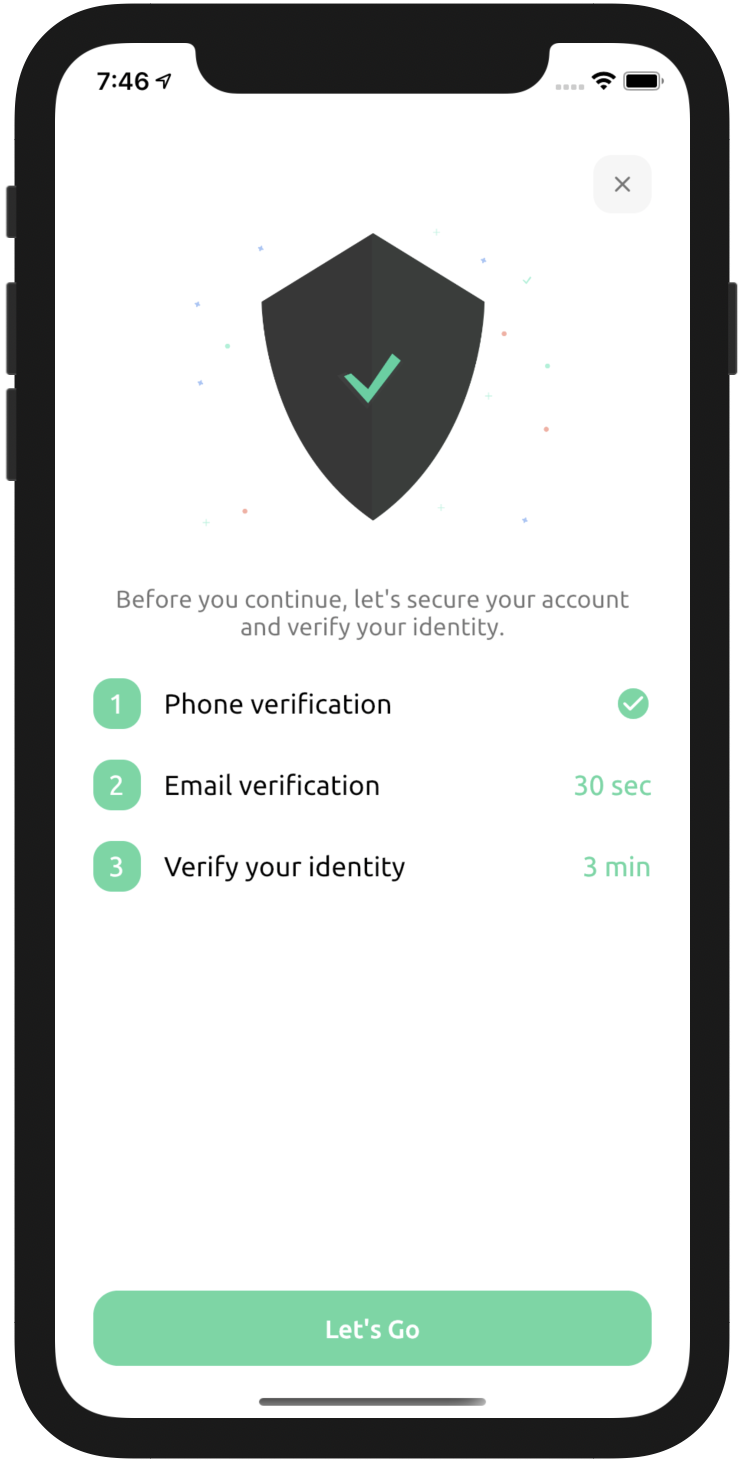 7:46
Before you continue, let's secure your account
and verify your identity.
1 Phone verification
2 Email verification 30 sec
3 Verify your identity 3 min
Let's Go